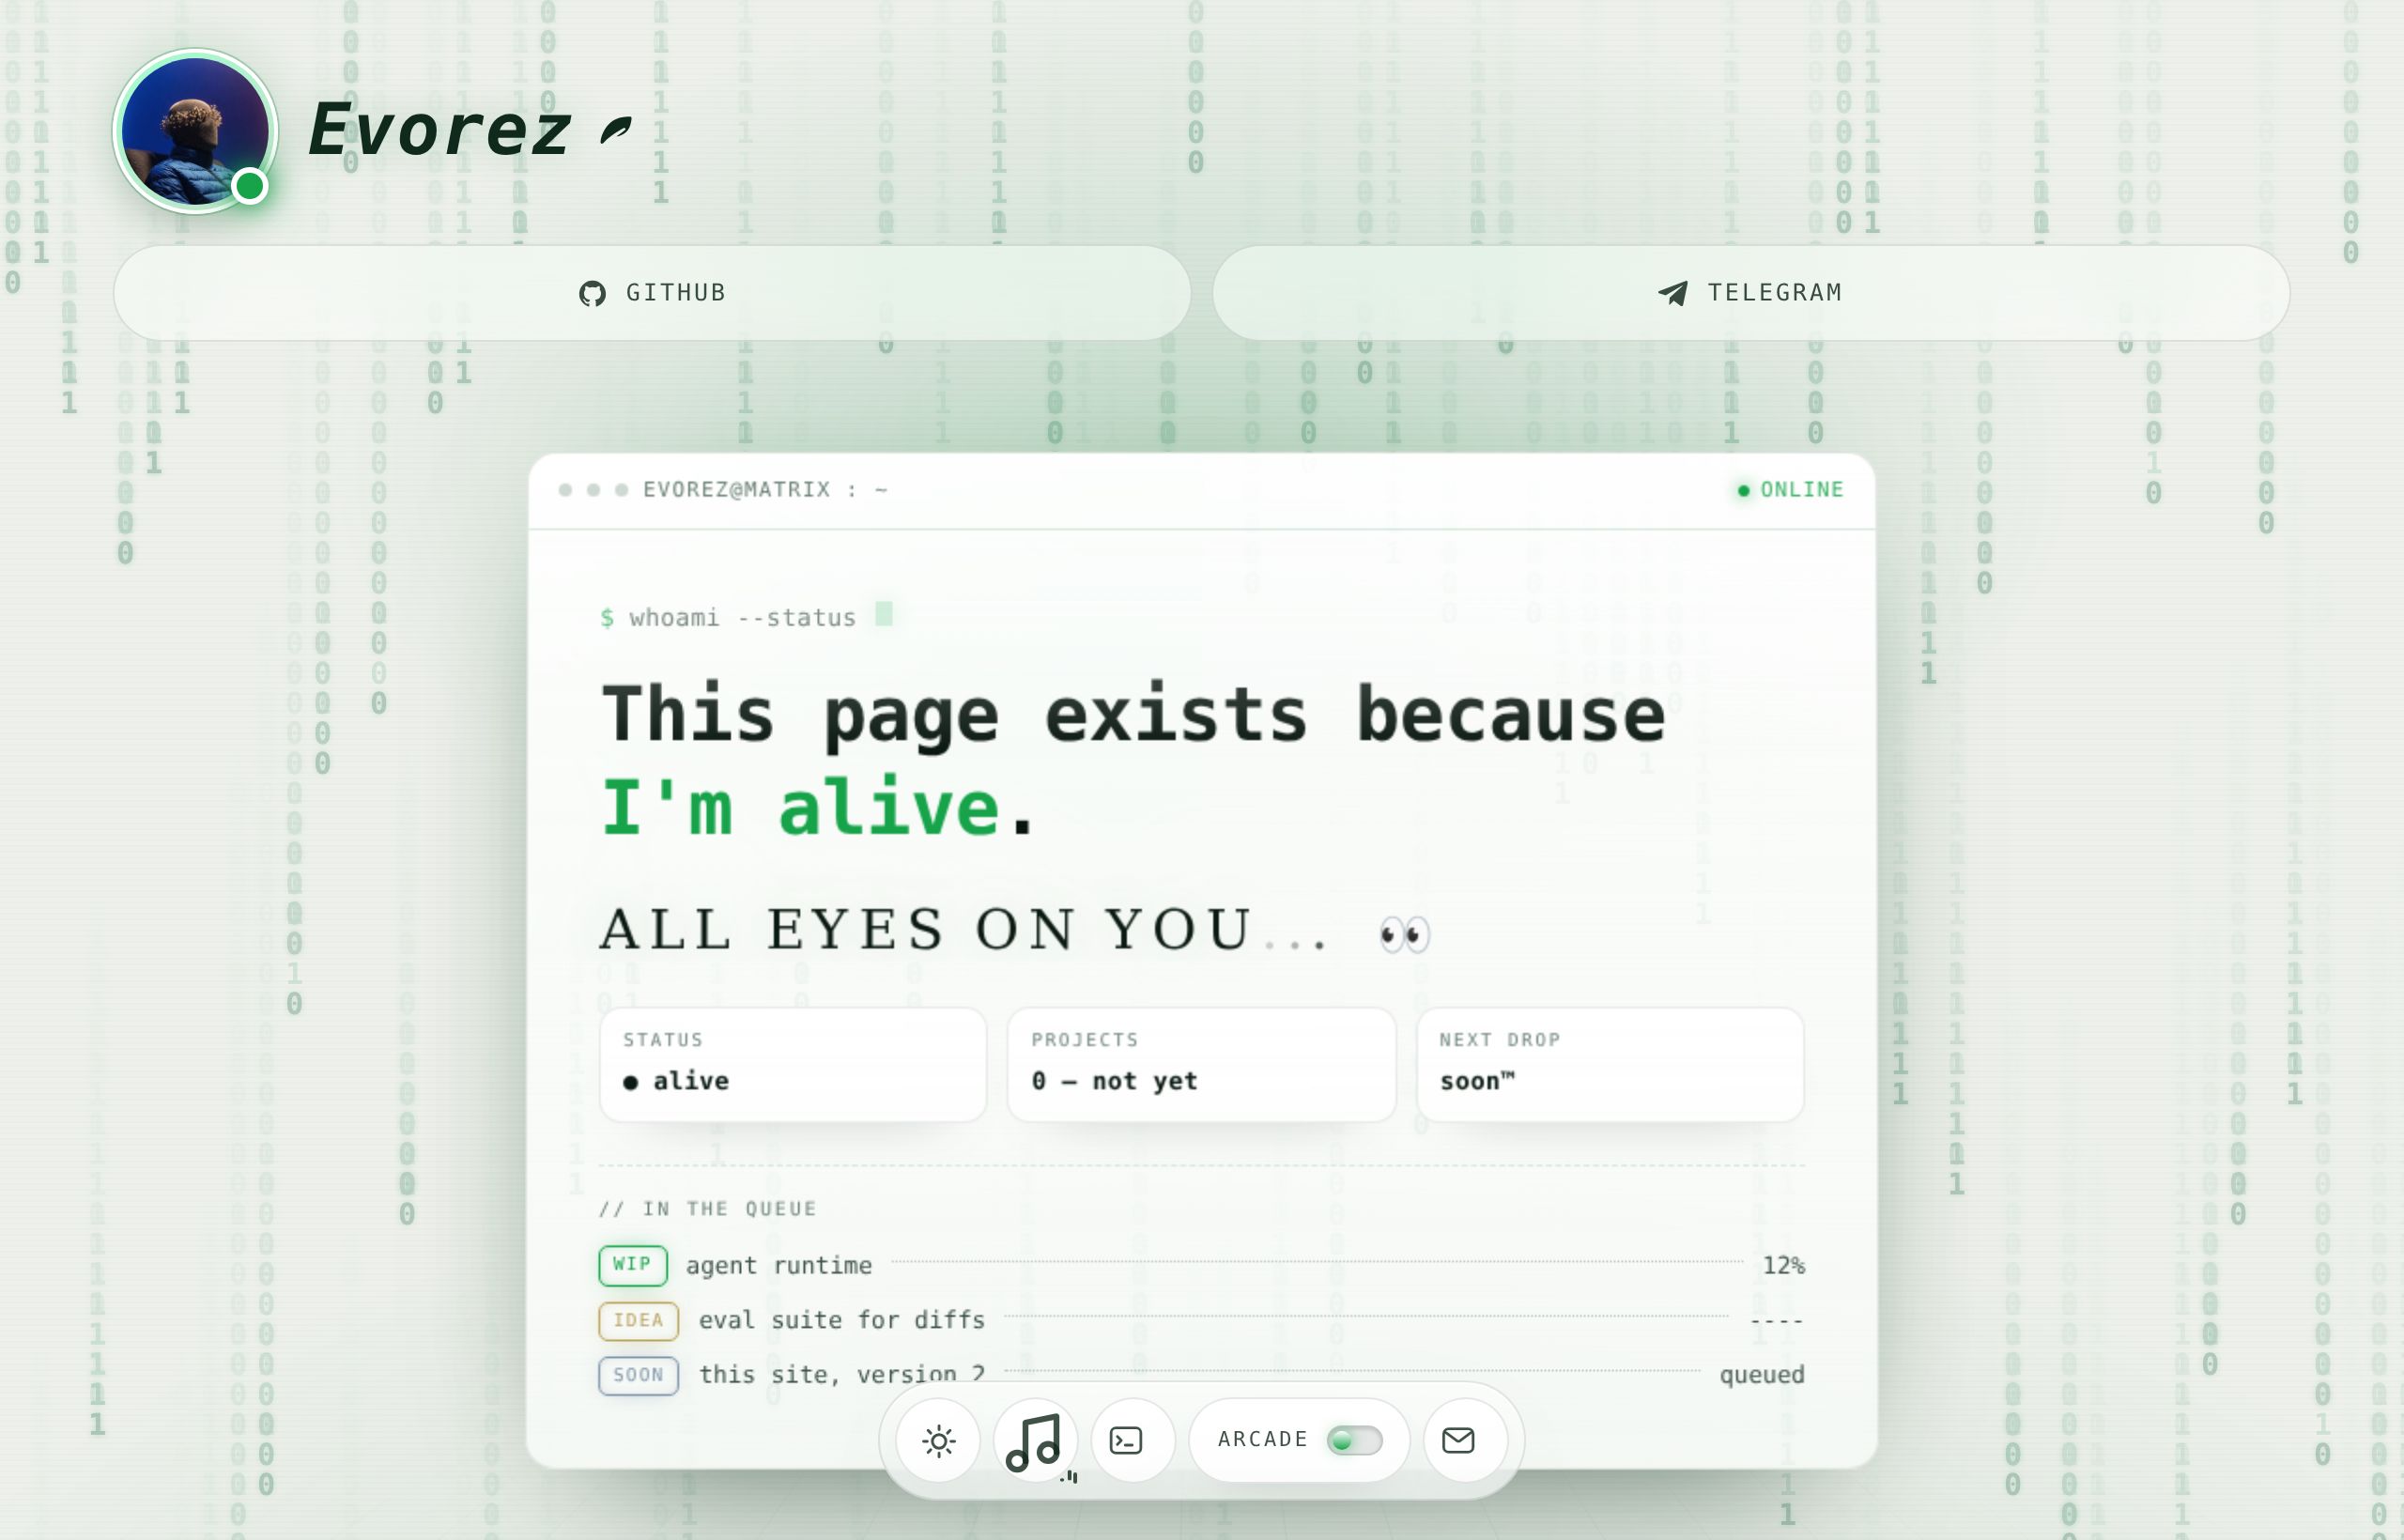 Evorez
GITHUB
TELEGRAM
EVOREZ@MATRIX : ~
ONLINE
$ whoami --status
This page exists because
I'm alive.
ALL EYES ON YOU... 👀
STATUS
● alive
PROJECTS
0 — not yet
NEXT DROP
soon™
// IN THE QUEUE
WIP agent runtime 12%
IDEA eval suite for diffs ----
SOON this site, version 2 queued
ARCADE